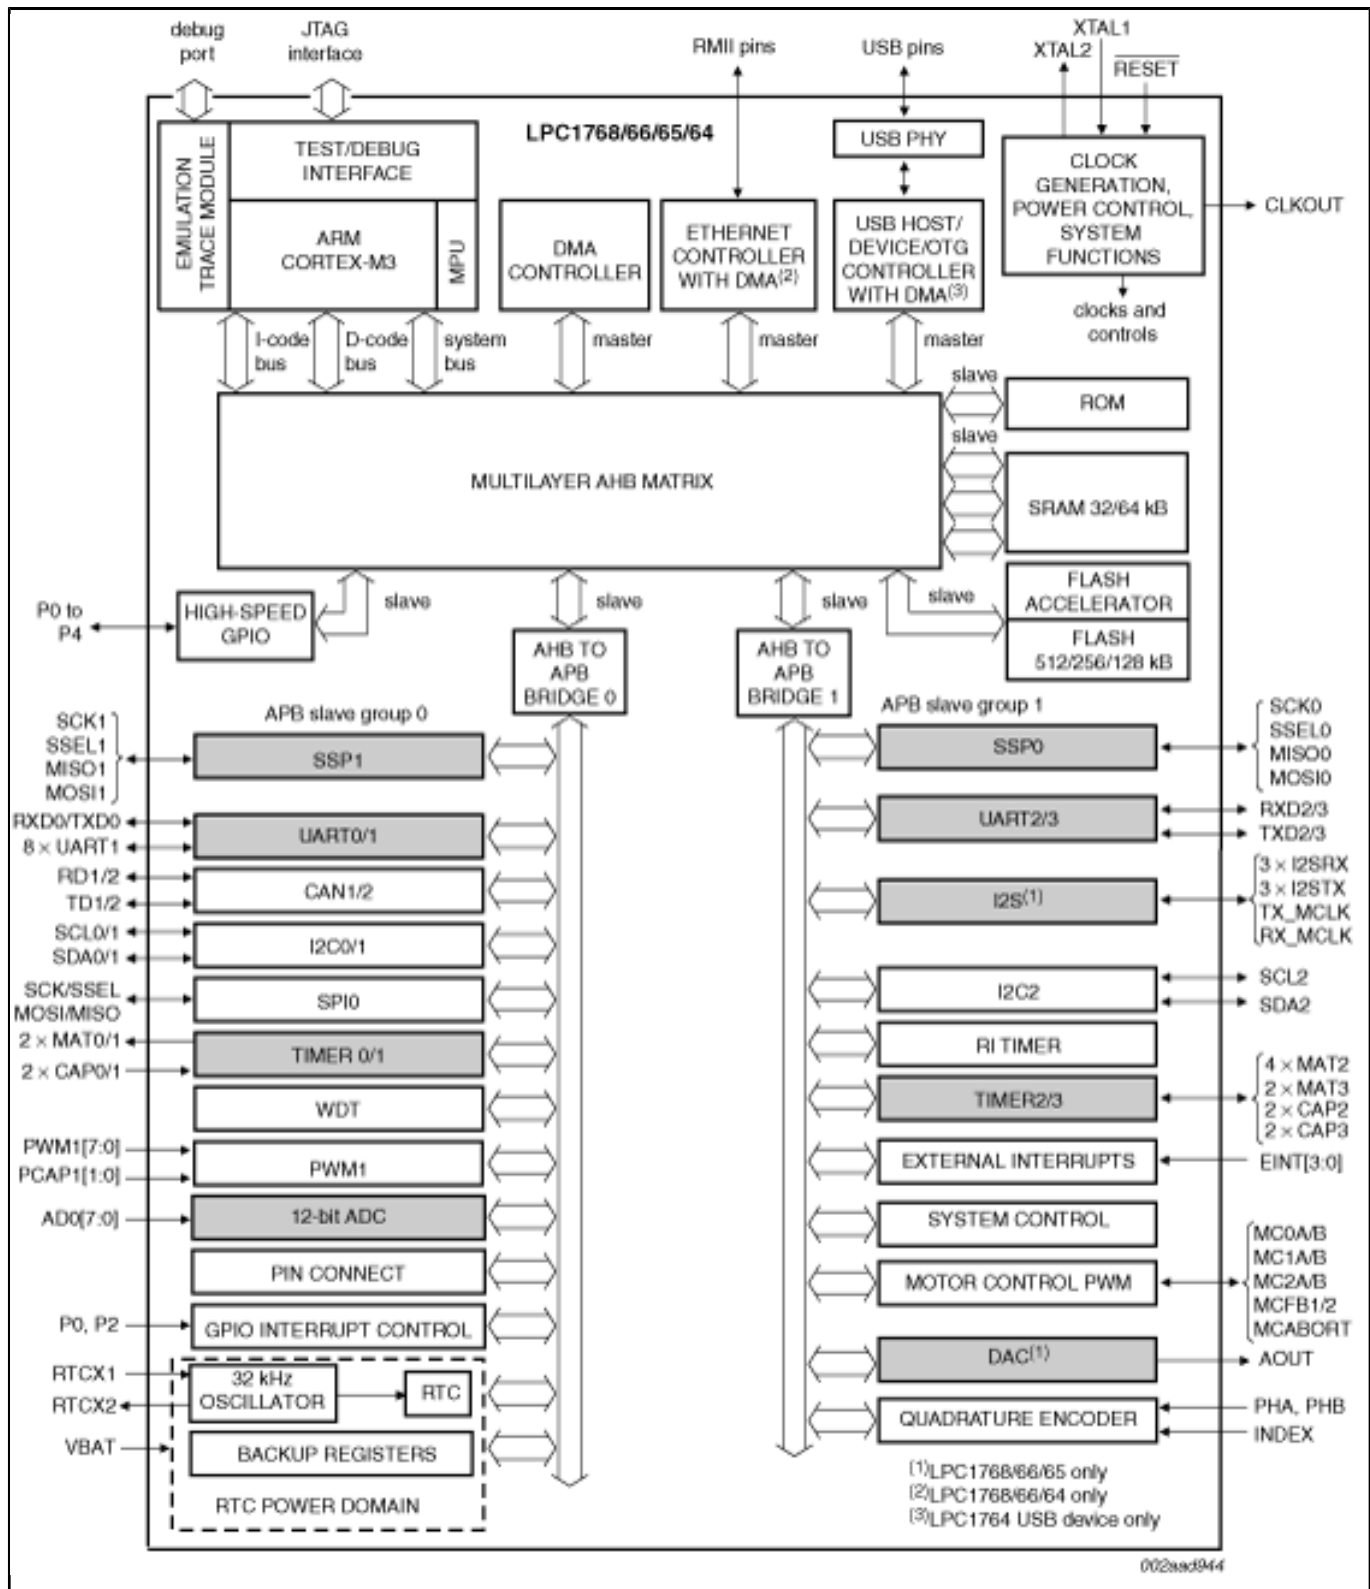 debug port
JTAG interface
RMII pins
USB pins
XTAL1
XTAL2
RESET
LPC1768/66/65/64
EMULATION TRACE MODULE
TEST/DEBUG INTERFACE
ARM CORTEX-M3
MPU
DMA CONTROLLER
ETHERNET CONTROLLER WITH DMA(2)
USB PHY
USB HOST/ DEVICE/OTG CONTROLLER WITH DMA(3)
CLOCK GENERATION, POWER CONTROL, SYSTEM FUNCTIONS
CLKOUT
clocks and controls
I-code bus
D-code bus
system bus
master
master
master
slave
ROM
slave
MULTILAYER AHB MATRIX
SRAM 32/64 kB
P0 to P4
HIGH-SPEED GPIO
slave
slave
slave
slave
FLASH ACCELERATOR
FLASH 512/256/128 kB
AHB TO APB BRIDGE 0
AHB TO APB BRIDGE 1
APB slave group 0
SCK1
SSEL1
MISO1
MOSI1
SSP1
RXD0/TXD0
8 × UART1
UART0/1
RD1/2
TD1/2
CAN1/2
SCL0/1
SDA0/1
I2C0/1
SCK/SSEL
MOSI/MISO
SPI0
2 × MAT0/1
2 × CAP0/1
TIMER 0/1
WDT
PWM1[7:0]
PCAP1[1:0]
PWM1
AD0[7:0]
12-bit ADC
PIN CONNECT
P0, P2
GPIO INTERRUPT CONTROL
RTCX1
RTCX2
32 kHz OSCILLATOR
RTC
VBAT
BACKUP REGISTERS
RTC POWER DOMAIN
APB slave group 1
SSP0
SCK0
SSEL0
MISO0
MOSI0
UART2/3
RXD2/3
TXD2/3
I2S(1)
3 × I2SRX
3 × I2STX
TX_MCLK
RX_MCLK
I2C2
SCL2
SDA2
RI TIMER
TIMER2/3
4 × MAT2
2 × MAT3
2 × CAP2
2 × CAP3
EXTERNAL INTERRUPTS
EINT[3:0]
SYSTEM CONTROL
MOTOR CONTROL PWM
MC0A/B
MC1A/B
MC2A/B
MCFB1/2
MCABORT
DAC(1)
AOUT
QUADRATURE ENCODER
PHA, PHB
INDEX
(1)LPC1768/66/65 only
(2)LPC1768/66/64 only
(3)LPC1764 USB device only
002aad944